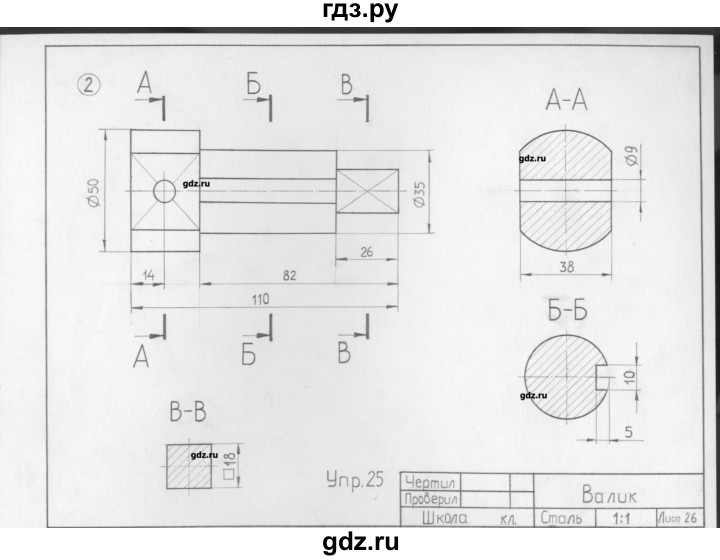 гдз.ру
2
А Б В
А-А
gdz.ru
gdz.ru
Ø50
Ø35
Ø9
26
14
82
110
38
А Б В
Б-Б
gdz.ru
10
5
В-В
gdz.ru
□18
Упр.25
Чертил
Проверил
Валик
Школа кл. Сталь 1:1 Лист 26
gdz.ru